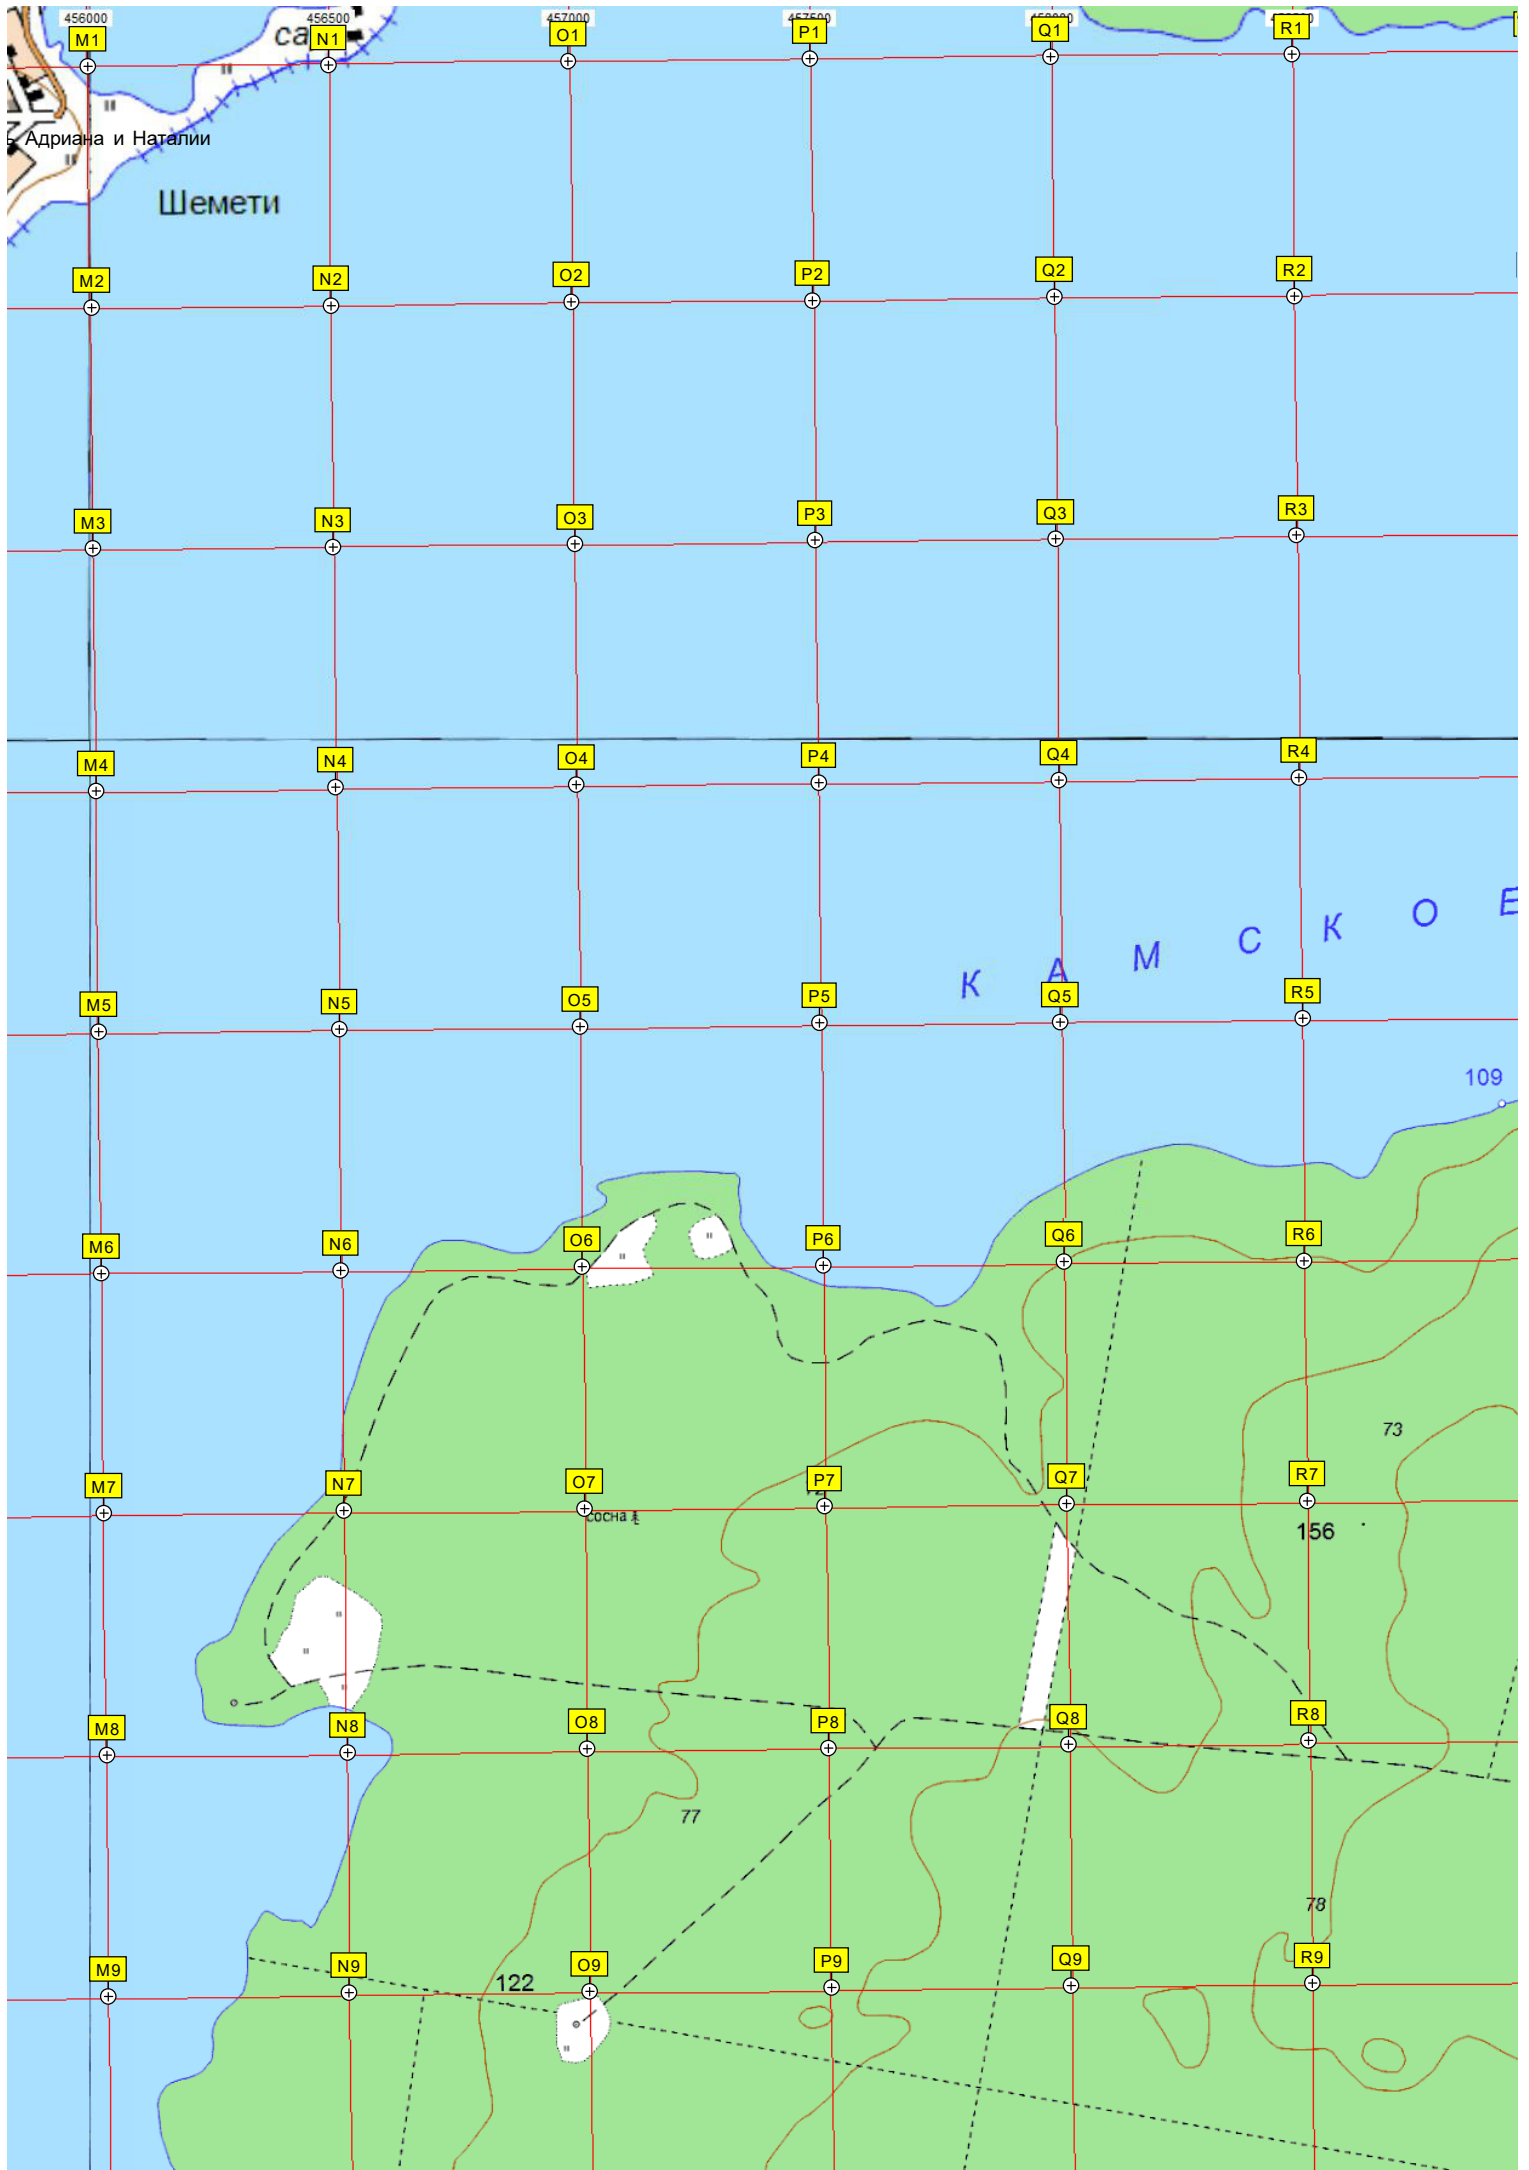 456000 456500 457000 457500
са
M1 N1 O1 P1 Q1 R1
Адриана и Наталии
Шемети
M2 N2 O2 P2 Q2 R2
M3 N3 O3 P3 Q3 R3
M4 N4 O4 P4 Q4 R4
К А М С К О Е
M5 N5 O5 P5 Q5 R5
109
M6 N6 O6 P6 Q6 R6
73
M7 N7 O7 P7 Q7 R7
сосна
156
M8 N8 O8 P8 Q8 R8
77
78
M9 N9 O9 P9 Q9 R9
122